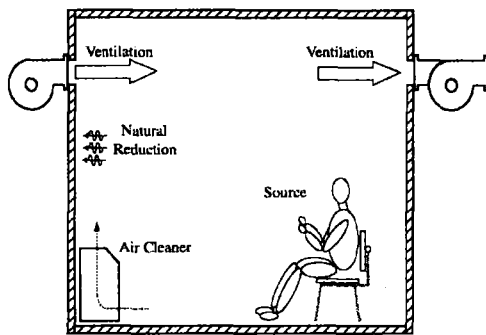 Ventilation
Ventilation
Natural
Reduction
Source
Air Cleaner